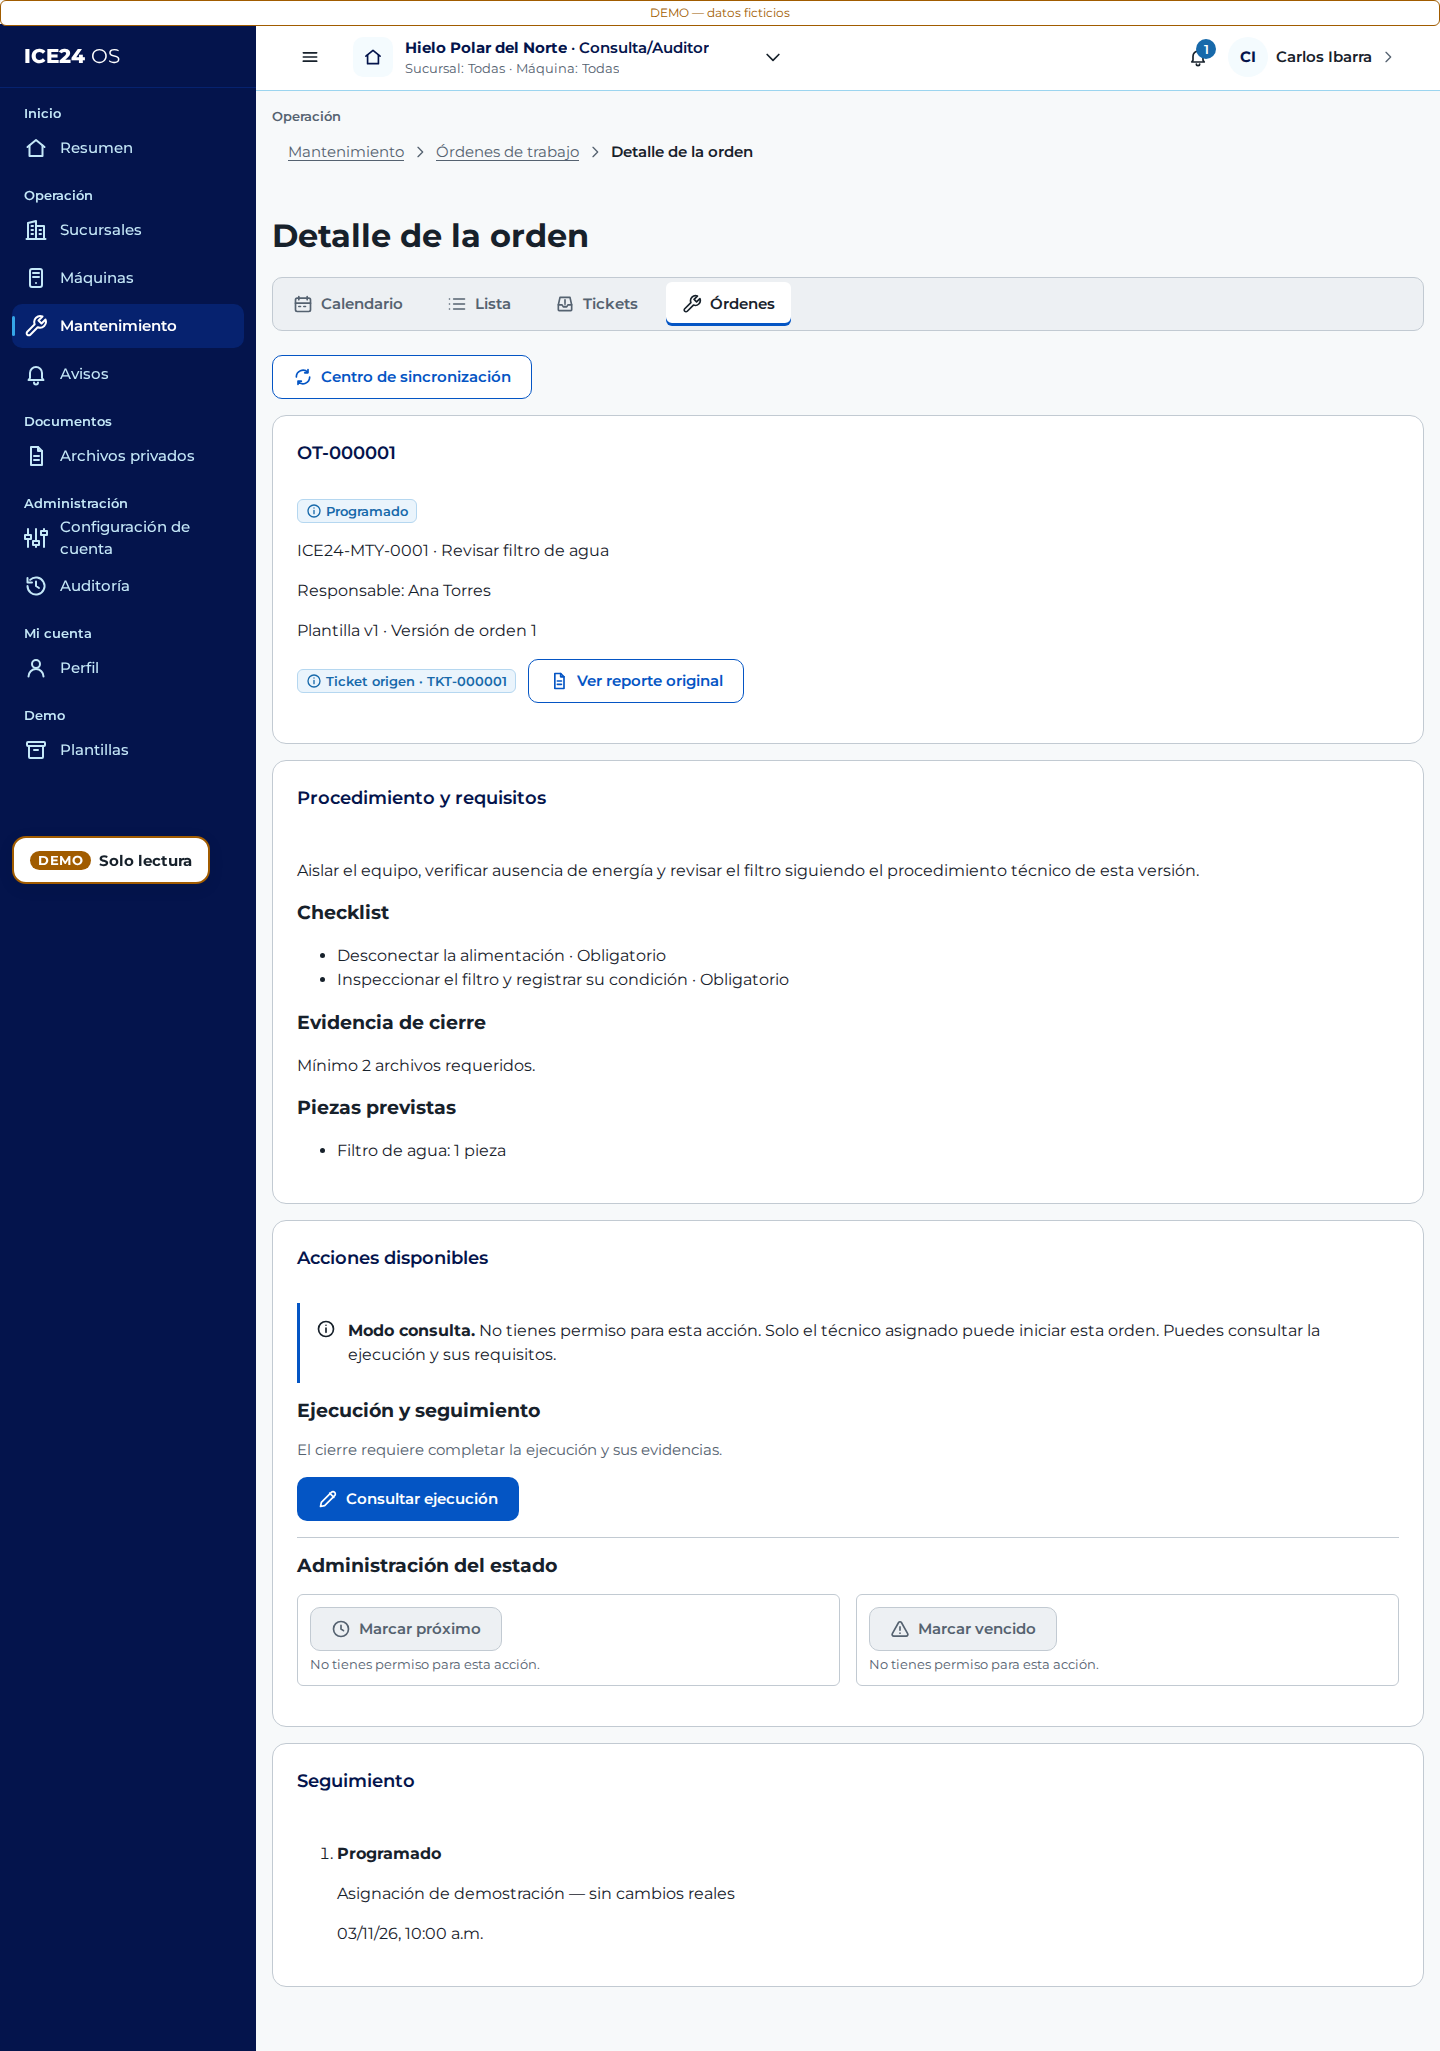 DEMO — datos ficticios
ICE24 OS
Inicio
Resumen
Operación
Sucursales
Máquinas
Mantenimiento
Avisos
Documentos
Archivos privados
Administración
Configuración de
cuenta
Auditoría
Mi cuenta
Perfil
Demo
Plantillas
DEMO Solo lectura
Hielo Polar del Norte · Consulta/Auditor
Sucursal: Todas · Máquina: Todas
1
CI Carlos Ibarra
Operación
Mantenimiento > Órdenes de trabajo > Detalle de la orden
Detalle de la orden
Calendario Lista Tickets Órdenes
Centro de sincronización
OT-000001
Programado
ICE24-MTY-0001 · Revisar filtro de agua
Responsable: Ana Torres
Plantilla v1 · Versión de orden 1
Ticket origen · TKT-000001 Ver reporte original
Procedimiento y requisitos
Aislar el equipo, verificar ausencia de energía y revisar el filtro siguiendo el procedimiento técnico de esta versión.
Checklist
• Desconectar la alimentación · Obligatorio
• Inspeccionar el filtro y registrar su condición · Obligatorio
Evidencia de cierre
Mínimo 2 archivos requeridos.
Piezas previstas
• Filtro de agua: 1 pieza
Acciones disponibles
Modo consulta. No tienes permiso para esta acción. Solo el técnico asignado puede iniciar esta orden. Puedes consultar la
ejecución y sus requisitos.
Ejecución y seguimiento
El cierre requiere completar la ejecución y sus evidencias.
Consultar ejecución
Administración del estado
Marcar próximo
No tienes permiso para esta acción.
Marcar vencido
No tienes permiso para esta acción.
Seguimiento
1. Programado
Asignación de demostración — sin cambios reales
03/11/26, 10:00 a.m.